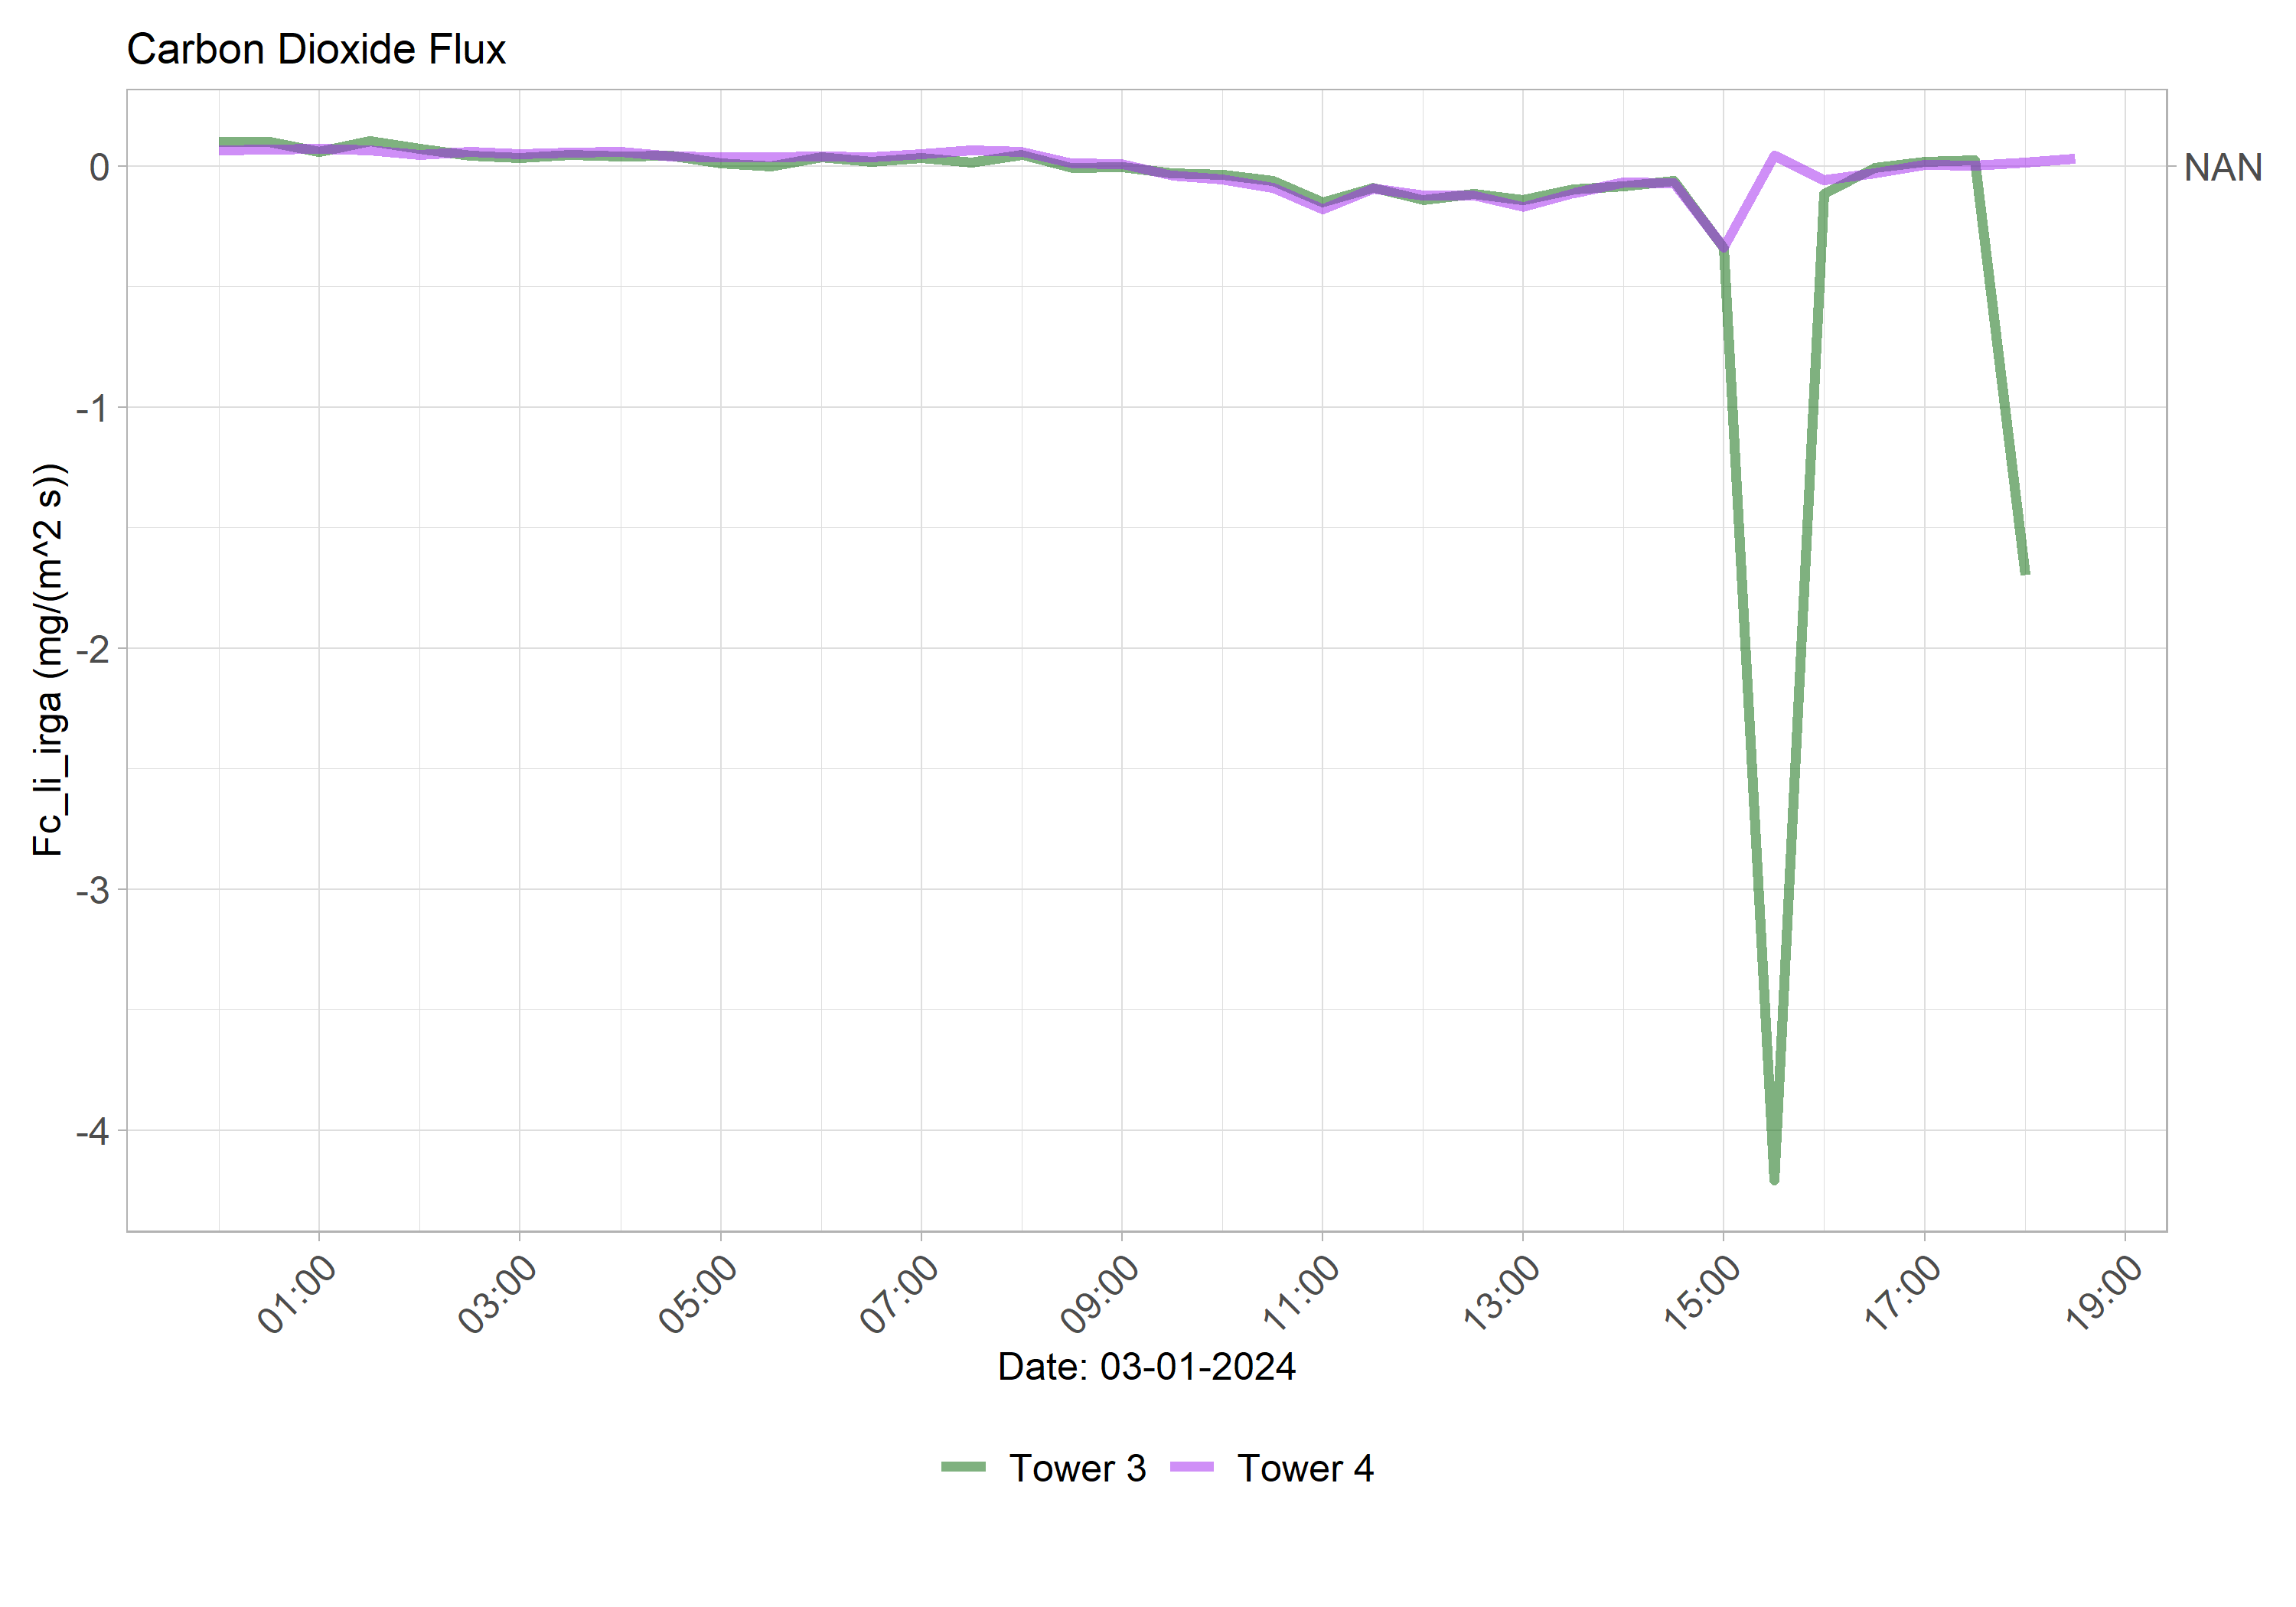 Carbon Dioxide Flux
Fc_li_irga (mg/(m^2 s))
0
-1
-2
-3
-4
NAN
01:00
03:00
05:00
07:00
09:00
11:00
13:00
15:00
17:00
19:00
Date: 03-01-2024
Tower 3
Tower 4